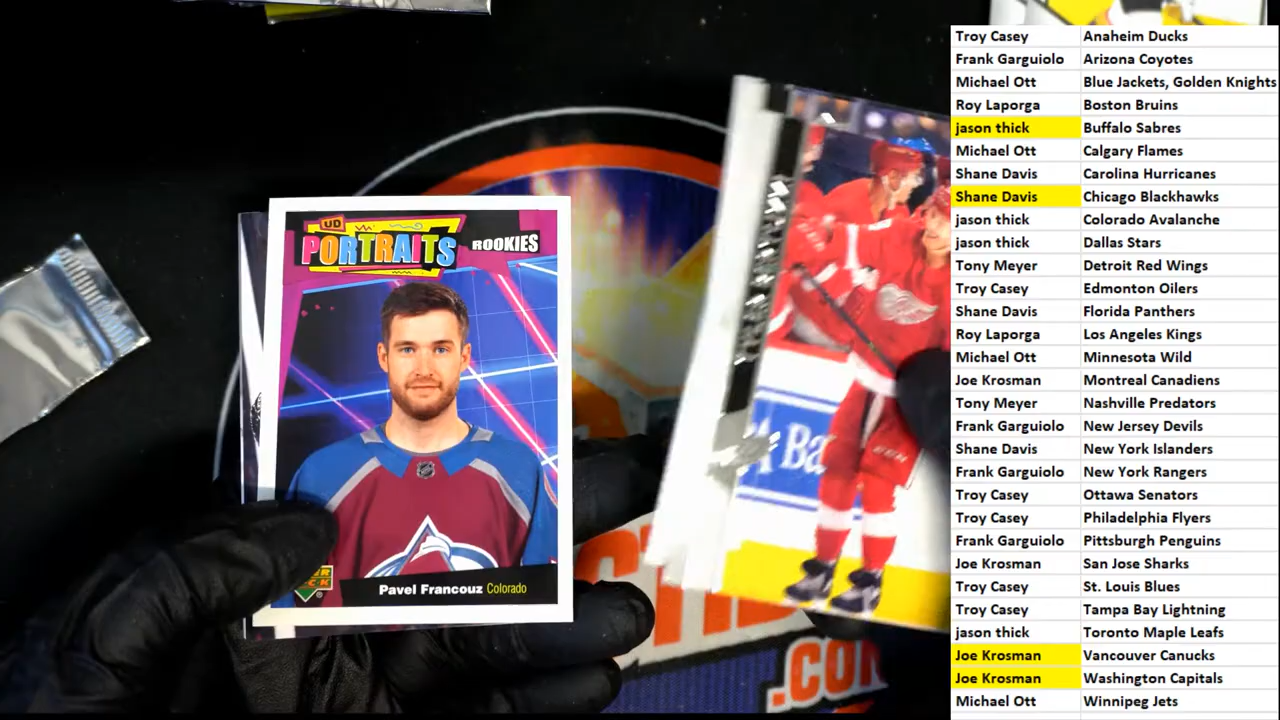 UD
PORTRAITS ROOKIES
Pavel Francouz Colorado
CCM
.COM
Troy Casey Anaheim Ducks
Frank Garguiolo Arizona Coyotes
Michael Ott Blue Jackets, Golden Knights
Roy Laporga Boston Bruins
jason thick Buffalo Sabres
Michael Ott Calgary Flames
Shane Davis Carolina Hurricanes
Shane Davis Chicago Blackhawks
jason thick Colorado Avalanche
jason thick Dallas Stars
Tony Meyer Detroit Red Wings
Troy Casey Edmonton Oilers
Shane Davis Florida Panthers
Roy Laporga Los Angeles Kings
Michael Ott Minnesota Wild
Joe Krosman Montreal Canadiens
Tony Meyer Nashville Predators
Frank Garguiolo New Jersey Devils
Shane Davis New York Islanders
Frank Garguiolo New York Rangers
Troy Casey Ottawa Senators
Troy Casey Philadelphia Flyers
Frank Garguiolo Pittsburgh Penguins
Joe Krosman San Jose Sharks
Troy Casey St. Louis Blues
Troy Casey Tampa Bay Lightning
jason thick Toronto Maple Leafs
Joe Krosman Vancouver Canucks
Joe Krosman Washington Capitals
Michael Ott Winnipeg Jets